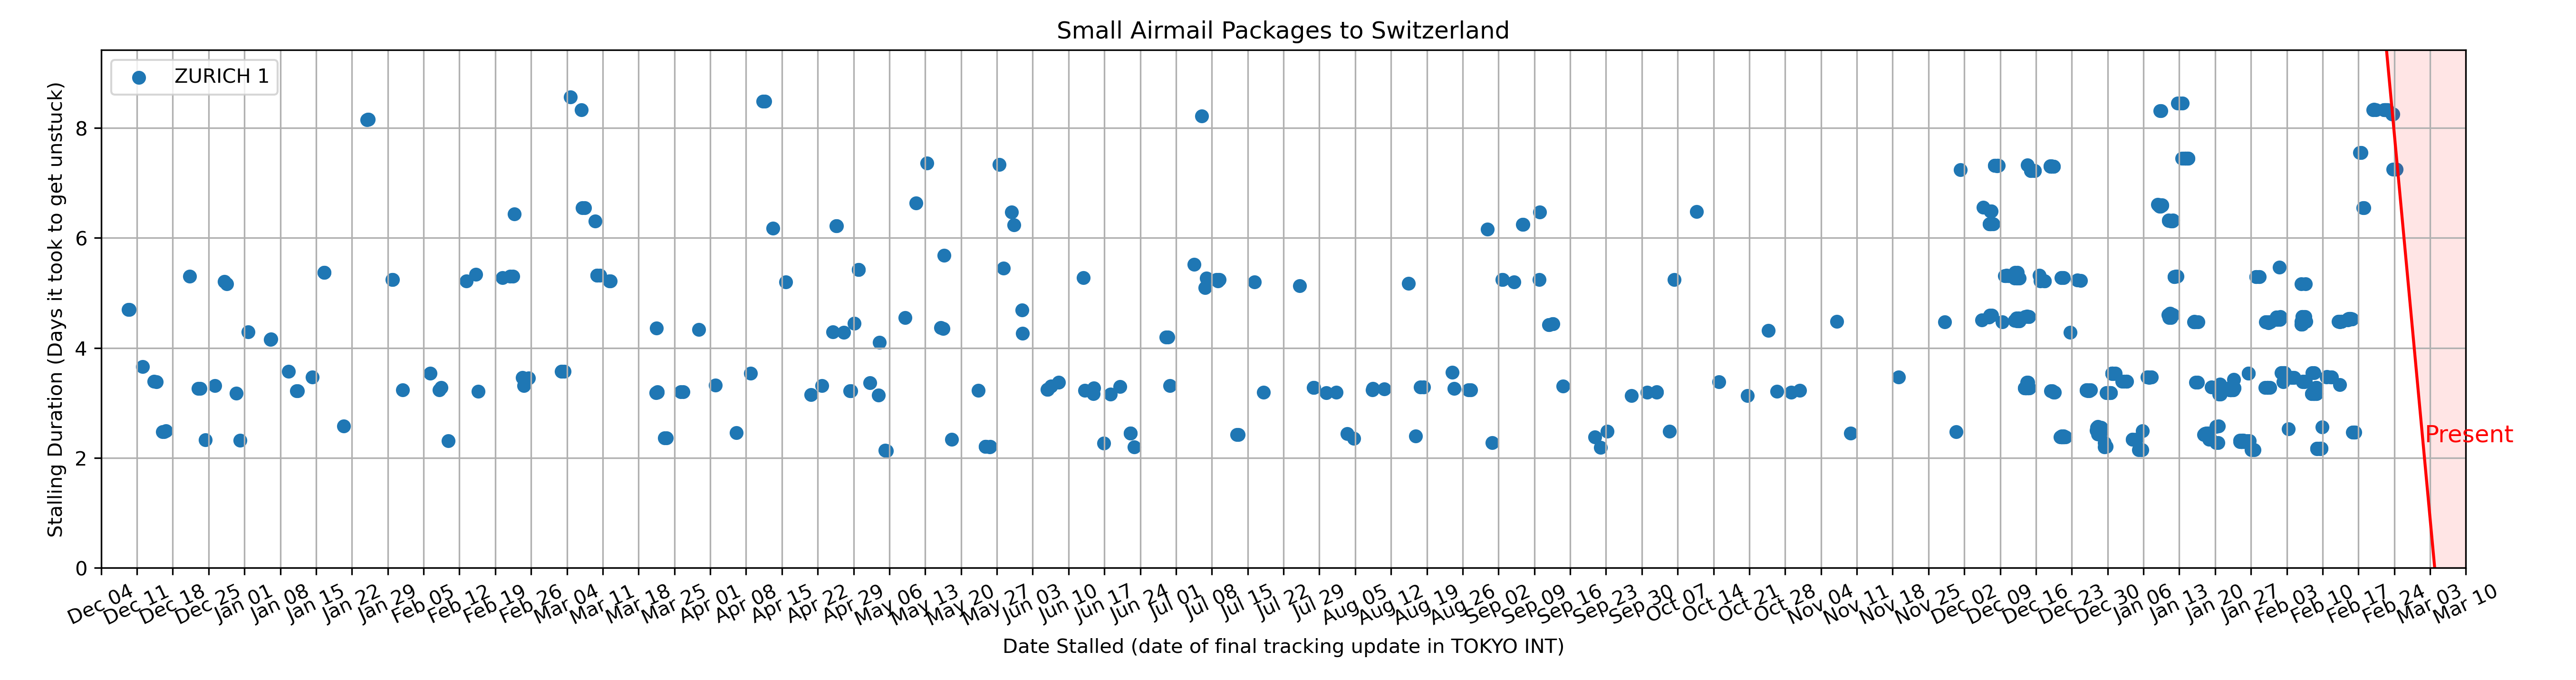 Small Airmail Packages to Switzerland
ZURICH 1
Stalling Duration (Days it took to get unstuck)
8
6
4
2
0
Present
Dec 04 Dec 11 Dec 18 Dec 25 Jan 01 Jan 08 Jan 15 Jan 22 Jan 29 Feb 05 Feb 12 Feb 19 Feb 26 Mar 04 Mar 11 Mar 18 Mar 25 Apr 01 Apr 08 Apr 15 Apr 22 Apr 29 May 06 May 13 May 20 May 27 Jun 03 Jun 10 Jun 17 Jun 24 Jul 01 Jul 08 Jul 15 Jul 22 Jul 29 Aug 05 Aug 12 Aug 19 Aug 26 Sep 02 Sep 09 Sep 16 Sep 23 Sep 30 Oct 07 Oct 14 Oct 21 Oct 28 Nov 04 Nov 11 Nov 18 Nov 25 Dec 02 Dec 09 Dec 16 Dec 23 Dec 30 Jan 06 Jan 13 Jan 20 Jan 27 Feb 03 Feb 10 Feb 17 Feb 24 Mar 03 Mar 10
Date Stalled (date of final tracking update in TOKYO INT)